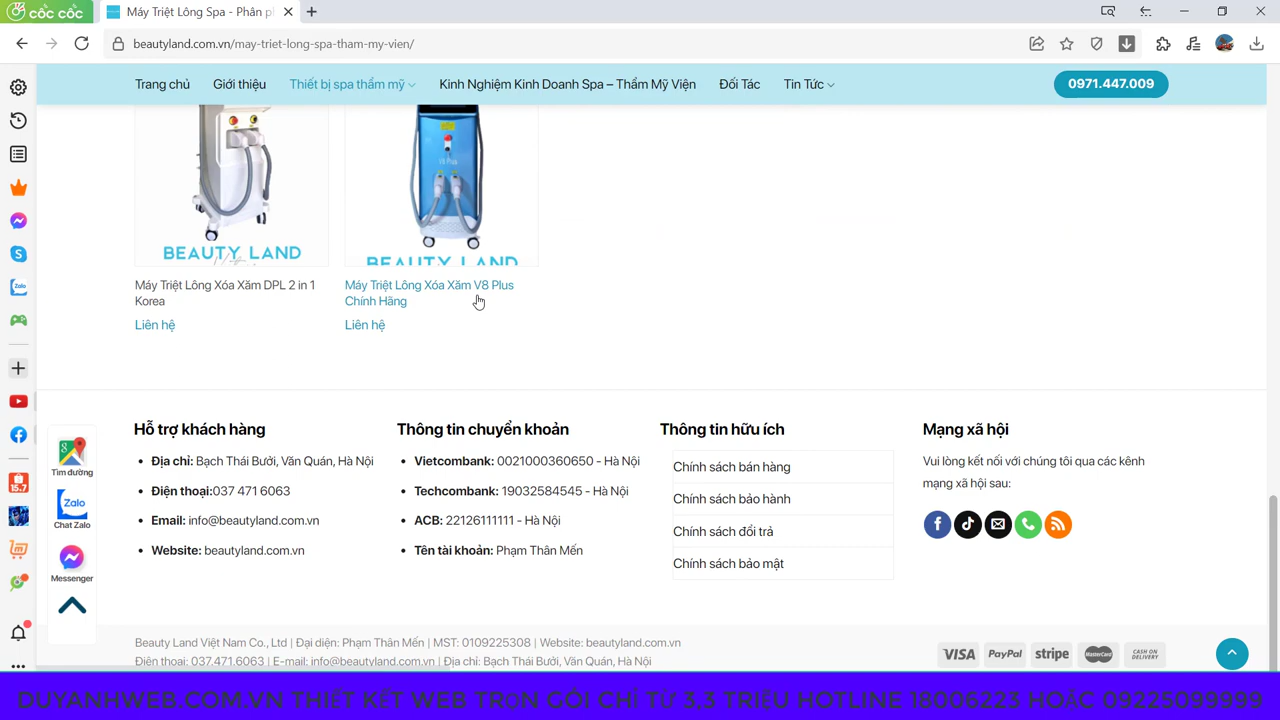 cốc cốc
Máy Triệt Lông Spa - Phân p
beautyland.com.vn/may-triet-long-spa-tham-my-vien/
Trang chủ
Giới thiệu
Thiết bị spa thẩm mỹ
Kinh Nghiệm Kinh Doanh Spa – Thẩm Mỹ Viện
Đối Tác
Tin Tức
0971.447.009
V8 Plus
BEAUTY LAND
BEAUTY LAND
Máy Triệt Lông Xóa Xăm DPL 2 in 1
Korea
Liên hệ
Máy Triệt Lông Xóa Xăm V8 Plus
Chính Hãng
Liên hệ
Zalo
15.7
Tìm đường
Zalo
Chat Zalo
Messenger
Hỗ trợ khách hàng
• Địa chỉ: Bạch Thái Bưởi, Văn Quán, Hà Nội
• Điện thoại:037 471 6063
• Email: info@beautyland.com.vn
• Website: beautyland.com.vn
Thông tin chuyển khoản
• Vietcombank: 0021000360650 - Hà Nội
• Techcombank: 19032584545 - Hà Nội
• ACB: 22126111111 - Hà Nội
• Tên tài khoản: Phạm Thân Mến
Thông tin hữu ích
Chính sách bán hàng
Chính sách bảo hành
Chính sách đổi trả
Chính sách bảo mật
Mạng xã hội
Vui lòng kết nối với chúng tôi qua các kênh
mạng xã hội sau:
Beauty Land Việt Nam Co., Ltd | Đại diện: Phạm Thân Mến | MST: 0109225308 | Website: beautyland.com.vn
Điện thoại: 037.471.6063 | E-mail: info@beautyland.com.vn | Địa chỉ: Bạch Thái Bưởi, Văn Quán, Hà Nội
VISA
PayPal
stripe
MasterCard
CASH ON
DELIVERY
DUYANHWEB.COM.VN THIẾT KẾT WEB TRỌN GÓI CHỈ TỪ 3,3 TRIỆU HOTLINE 18006223 HOẶC 09225099999